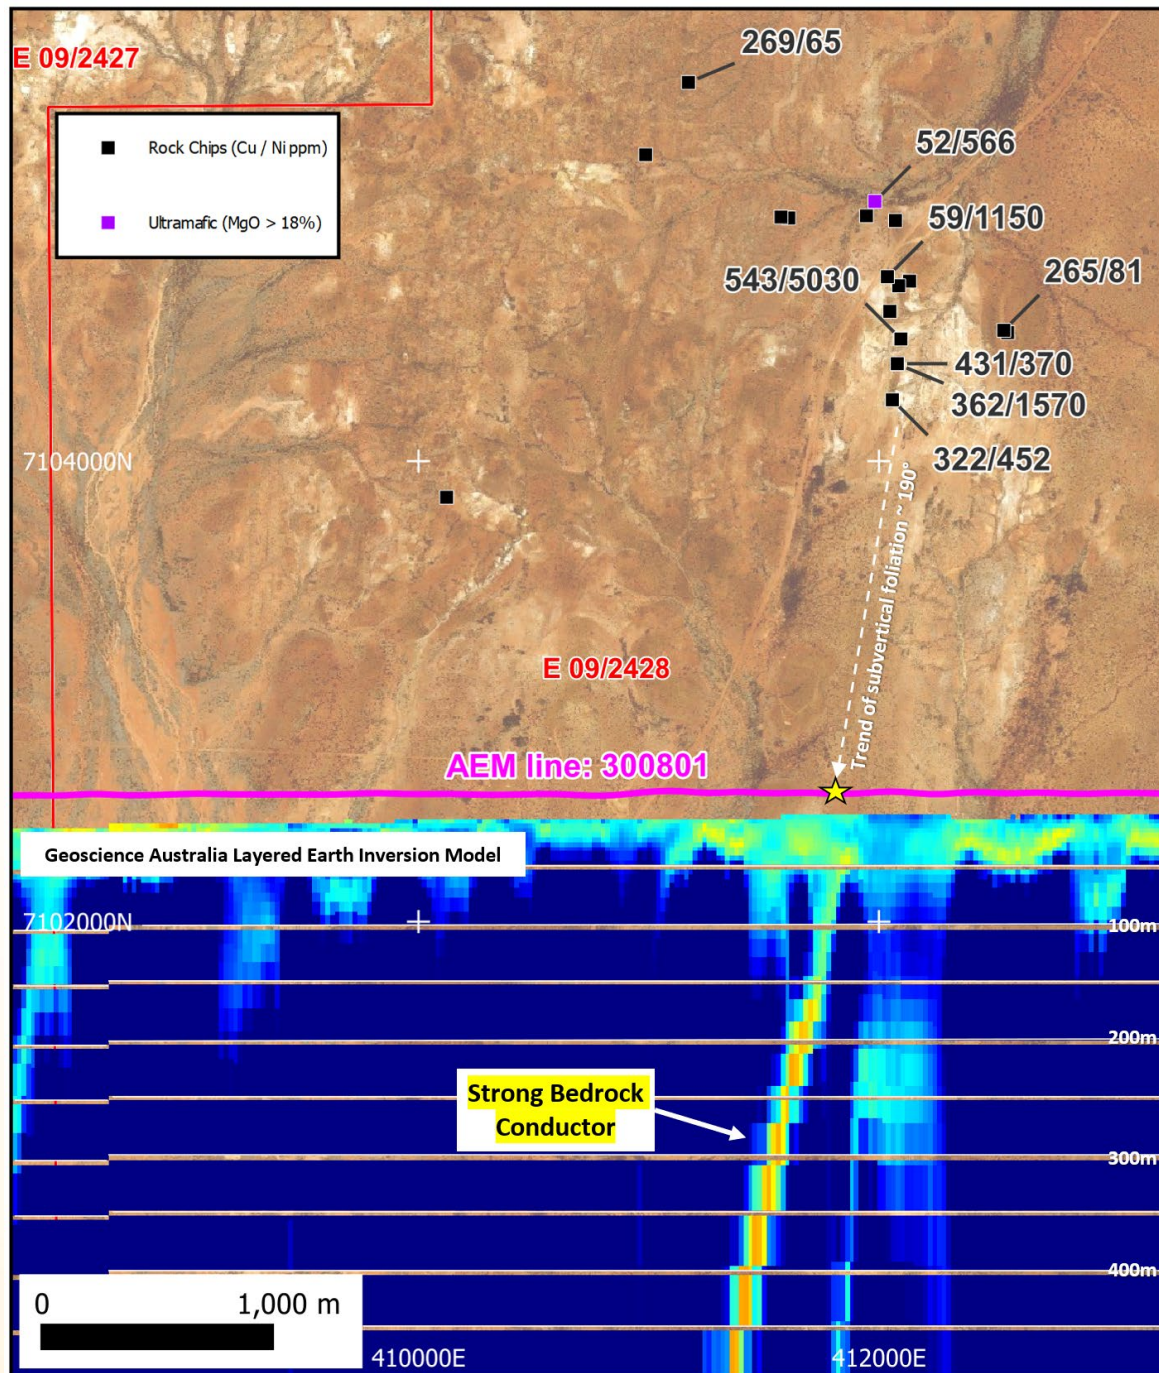 E 09/2427
269/65
Rock Chips (Cu / Ni ppm)
Ultramafic (MgO > 18%)
52/566
59/1150
543/5030
265/81
431/370
362/1570
322/452
7104000N
Trend of subvertical foliation ~ 190°
E 09/2428
AEM line: 300801
Geoscience Australia Layered Earth Inversion Model
7102000N
100m
200m
Strong Bedrock
Conductor
300m
400m
0 1,000 m
410000E
412000E